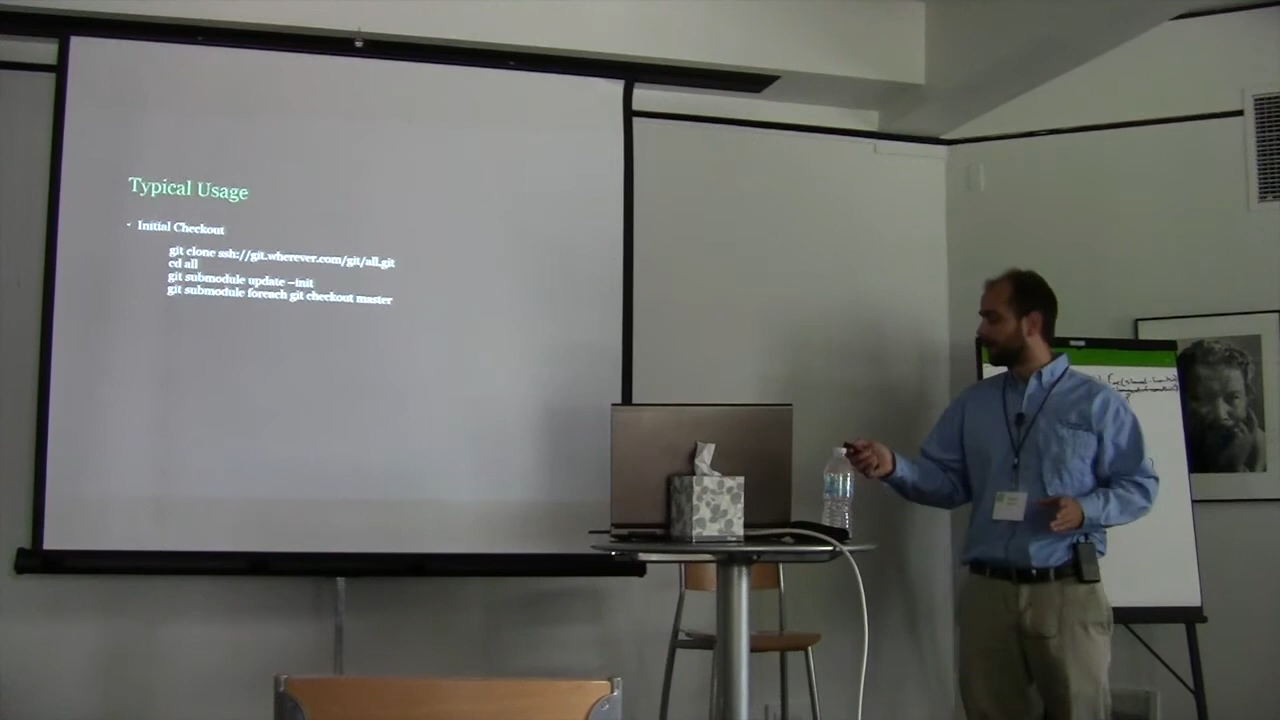 Typical Usage
• Initial Checkout
git clone ssh://git.wherever.com/git/all.git
cd all
git submodule update –init
git submodule foreach git checkout master